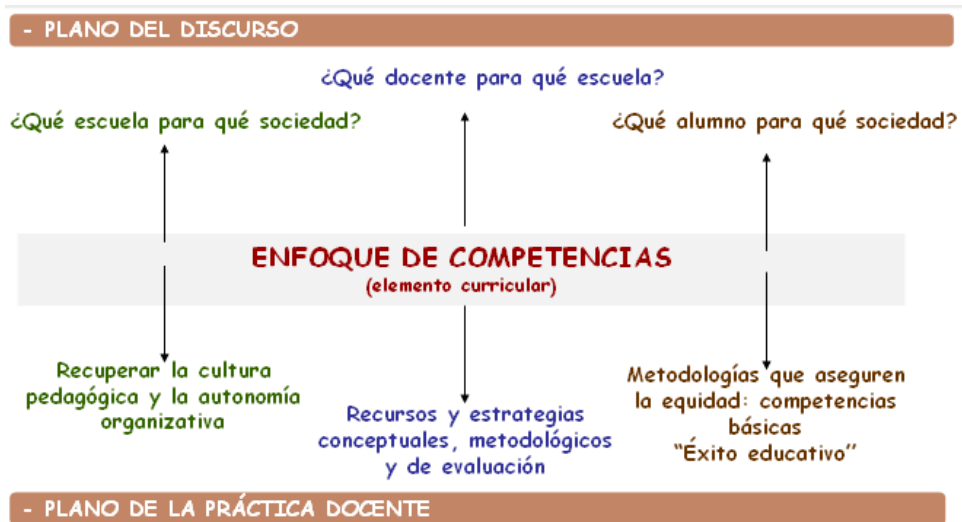 - PLANO DEL DISCURSO
¿Qué docente para qué escuela?
¿Qué escuela para qué sociedad?
¿Qué alumno para qué sociedad?
ENFOQUE DE COMPETENCIAS
(elemento curricular)
Recuperar la cultura
pedagógica y la autonomía
organizativa
Recursos y estrategias
conceptuales, metodológicos
y de evaluación
Metodologías que aseguren
la equidad: competencias
básicas
"Éxito educativo"
- PLANO DE LA PRÁCTICA DOCENTE